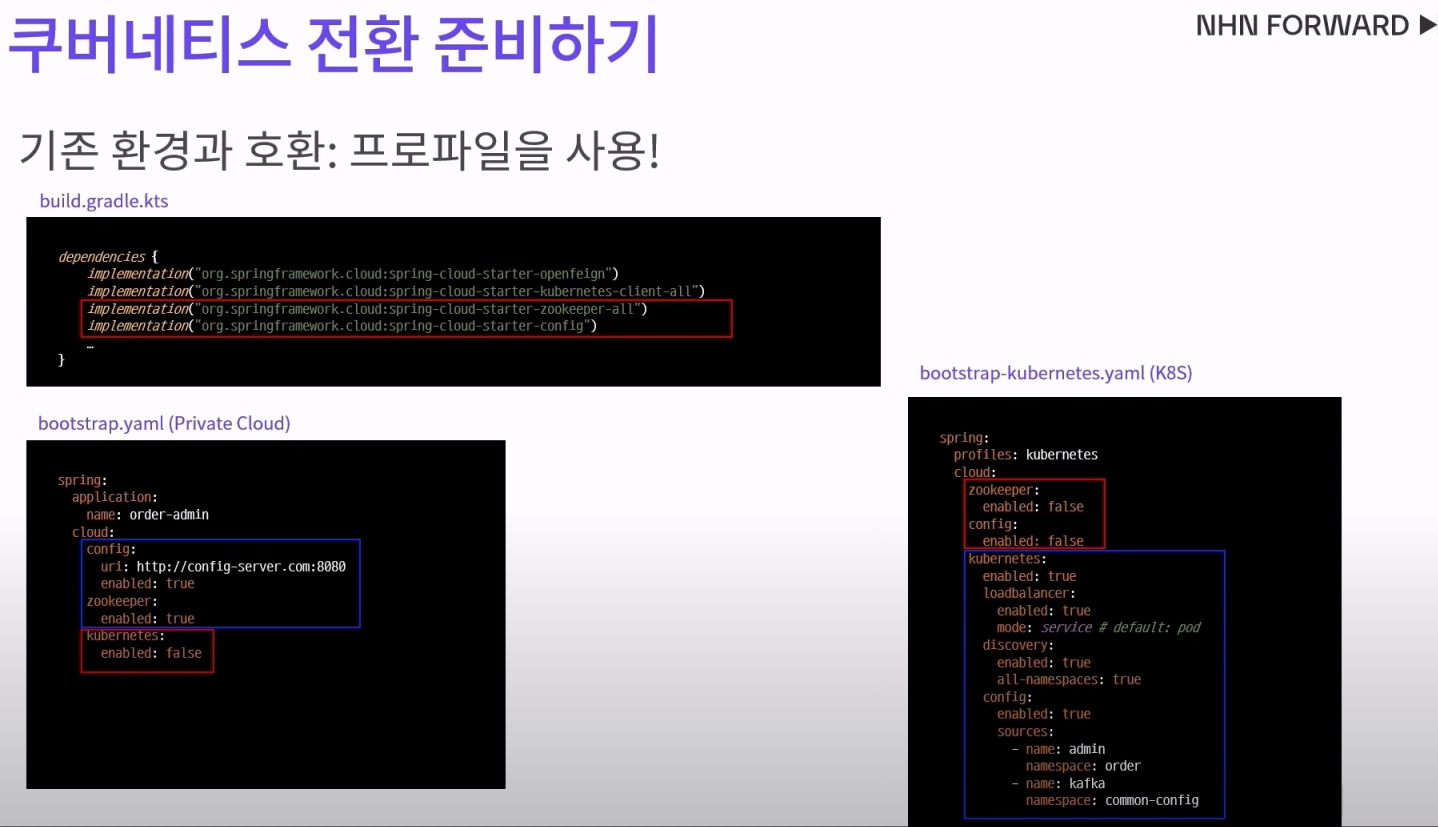 쿠버네티스 전환 준비하기
NHN FORWARD ▶
기존 환경과 호환: 프로파일을 사용!
build.gradle.kts
dependencies {
    implementation("org.springframework.cloud:spring-cloud-starter-openfeign")
    implementation("org.springframework.cloud:spring-cloud-starter-kubernetes-client-all")
    implementation("org.springframework.cloud:spring-cloud-starter-zookeeper-all")
    implementation("org.springframework.cloud:spring-cloud-starter-config")
    …
}
bootstrap.yaml (Private Cloud)
spring:
  application:
    name: order-admin
  cloud:
    config:
      uri: http://config-server.com:8080
      enabled: true
    zookeeper:
      enabled: true
    kubernetes:
      enabled: false
bootstrap-kubernetes.yaml (K8S)
spring:
  profiles: kubernetes
  cloud:
    zookeeper:
      enabled: false
    config:
      enabled: false
    kubernetes:
      enabled: true
      loadbalancer:
        enabled: true
        mode: service # default: pod
      discovery:
        enabled: true
        all-namespaces: true
      config:
        enabled: true
        sources:
          - name: admin
            namespace: order
          - name: kafka
            namespace: common-config